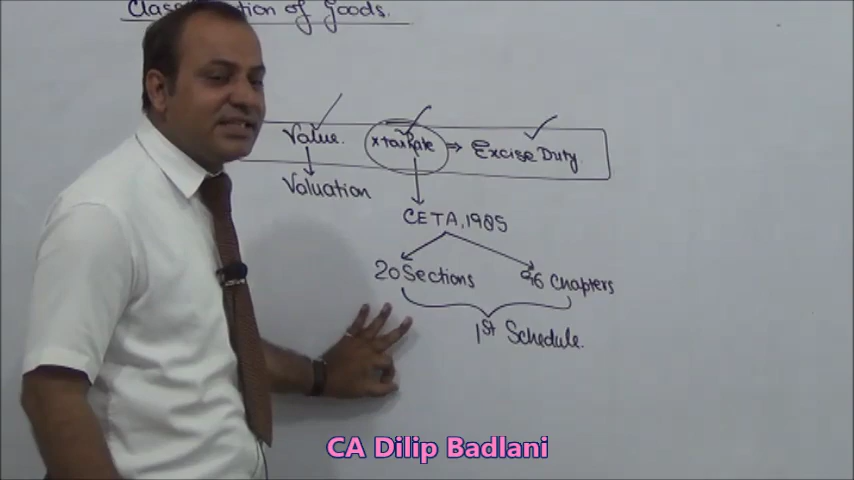 Classification of Goods.
Value. x tax Rate => Excise Duty
Valuation
CETA, 1985
20 Sections 96 Chapters
1st Schedule.
CA Dilip Badlani